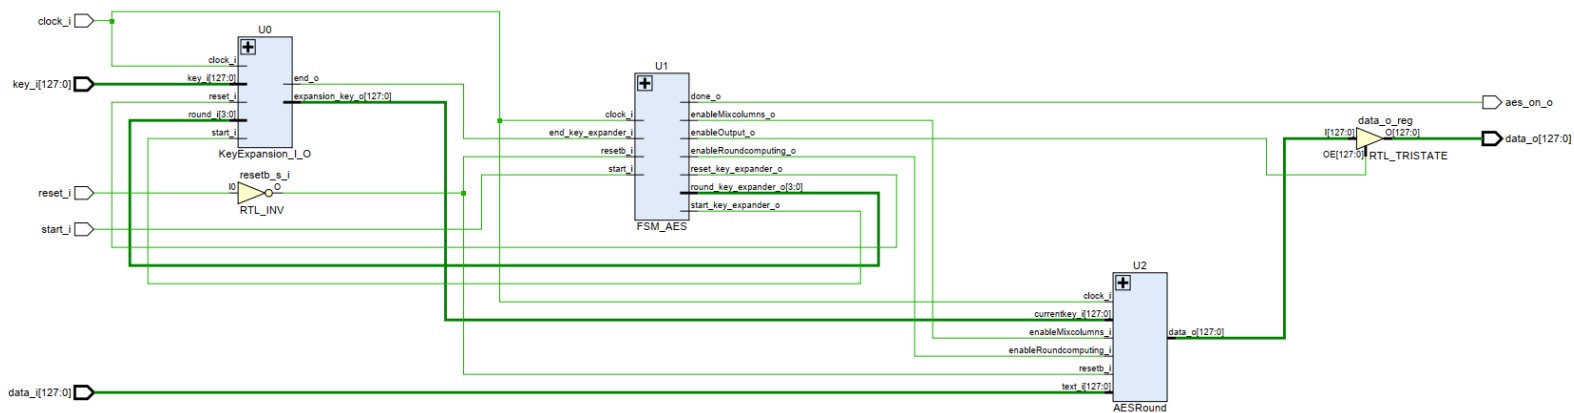 clock_i
key_i[127:0]
reset_i
start_i
data_i[127:0]
U0
clock_i
key_i[127:0]
reset_i
round_i[3:0]
start_i
end_o
expansion_key_o[127:0]
KeyExpansion_I_O
resetb_s_i
I0
O
RTL_INV
U1
clock_i
end_key_expander_i
resetb_i
start_i
done_o
enableMixcolumns_o
enableOutput_o
enableRoundcomputing_o
reset_key_expander_o
round_key_expander_o[3:0]
start_key_expander_o
FSM_AES
U2
clock_i
currentkey_i[127:0]
enableMixcolumns_i
enableRoundcomputing_i
resetb_i
text_i[127:0]
data_o[127:0]
AESRound
data_o_reg
I[127:0]
O[127:0]
OE[127:0]
RTL_TRISTATE
aes_on_o
data_o[127:0]